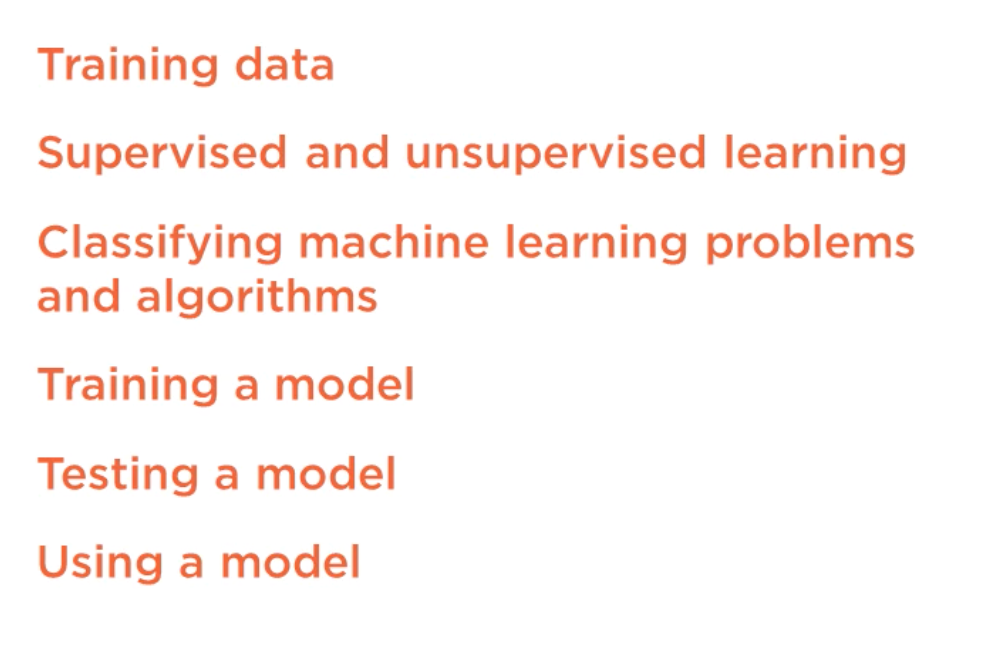 Training data
Supervised and unsupervised learning
Classifying machine learning problems
and algorithms
Training a model
Testing a model
Using a model